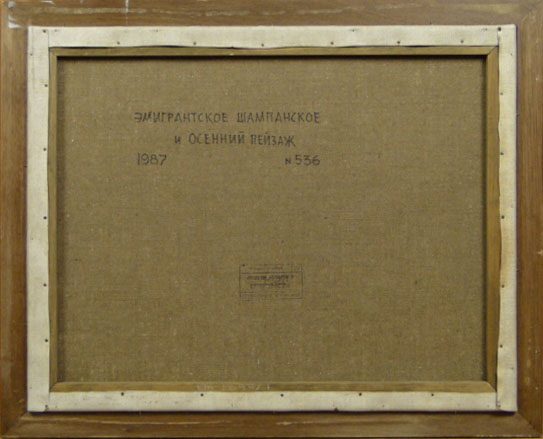 ЭМИГРАНТСКОЕ ШАМПАНСКОЕ
И ОСЕННИЙ ПЕЙЗАЖ
1987 N.536